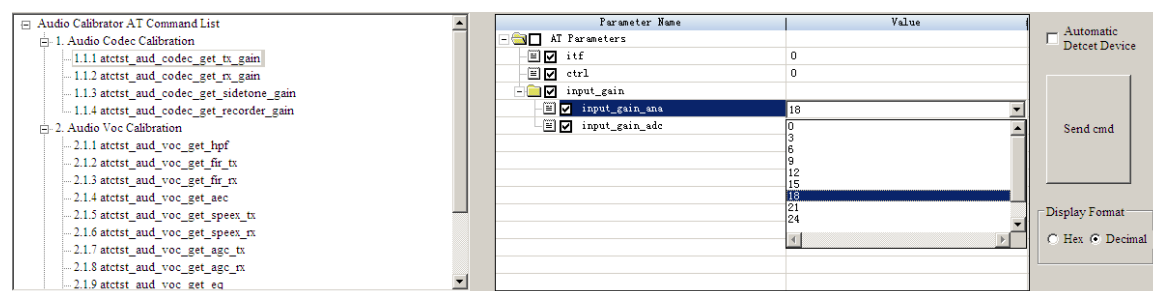 Audio Calibrator AT Command List
1. Audio Codec Calibration
1.1.1 atctst_aud_codec_get_tx_gain
1.1.2 atctst_aud_codec_get_rx_gain
1.1.3 atctst_aud_codec_get_sidetone_gain
1.1.4 atctst_aud_codec_get_recorder_gain
2. Audio Voc Calibration
2.1.1 atctst_aud_voc_get_hpf
2.1.2 atctst_aud_voc_get_fir_tx
2.1.3 atctst_aud_voc_get_fir_rx
2.1.4 atctst_aud_voc_get_aec
2.1.5 atctst_aud_voc_get_speex_tx
2.1.6 atctst_aud_voc_get_speex_rx
2.1.7 atctst_aud_voc_get_agc_tx
2.1.8 atctst_aud_voc_get_agc_rx
2.1.9 atctst_aud_voc_get_eq
Parameter Name Value
AT Parameters
itf 0
ctrl 0
input_gain
input_gain_ana 18
input_gain_adc
0
3
6
9
12
15
18
21
24
Automatic
Detcet Device
Send cmd
Display Format
Hex Decimal